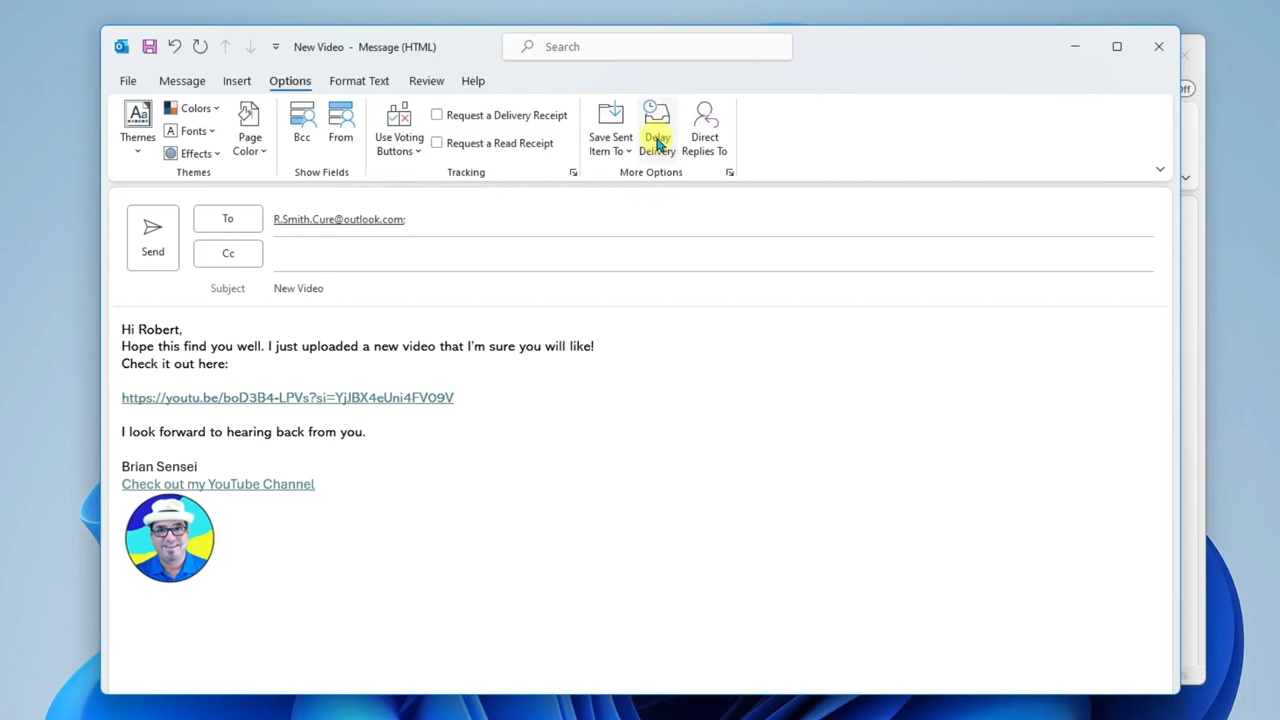 New Video - Message (HTML)
Search
File Message Insert Options Format Text Review Help
Themes
Colors
Fonts
Effects
Page Color
Themes
Bcc
From
Show Fields
Use Voting Buttons
Request a Delivery Receipt
Request a Read Receipt
Tracking
Save Sent Item To
Delay Delivery
Direct Replies To
More Options
Send
To R.Smith.Cure@outlook.com;
Cc
Subject New Video
Hi Robert,
Hope this find you well. I just uploaded a new video that I'm sure you will like!
Check it out here:
https://youtu.be/boD3B4-LPVs?si=YjJBX4eUni4FV09V
I look forward to hearing back from you.
Brian Sensei
Check out my YouTube Channel